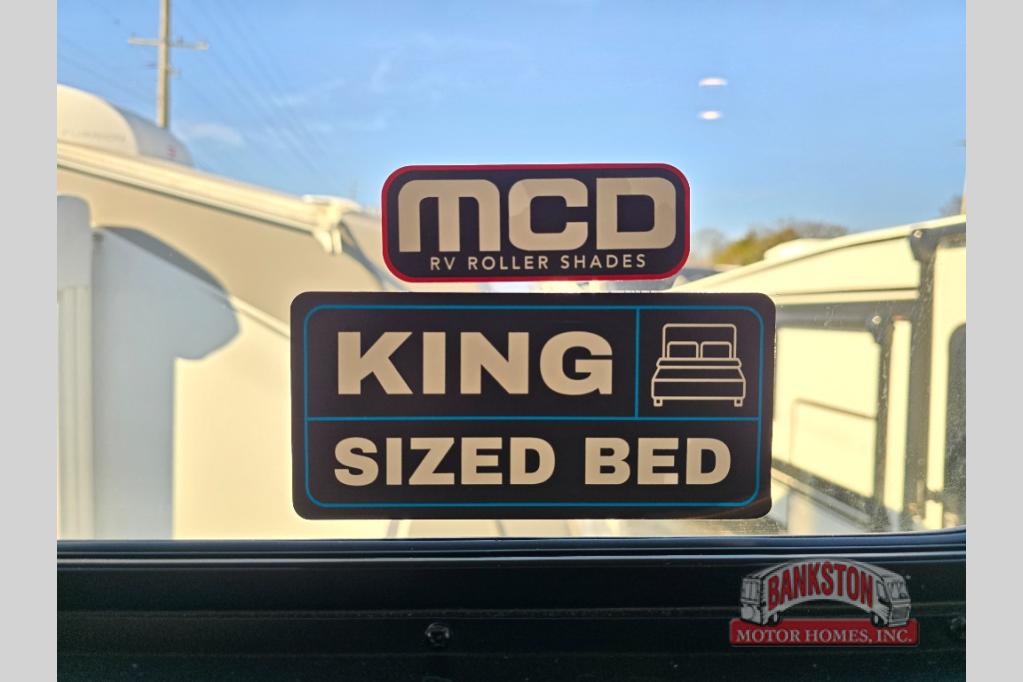 MCD
RV ROLLER SHADES
KING
SIZED BED
BANKSTON
MOTOR HOMES, INC.